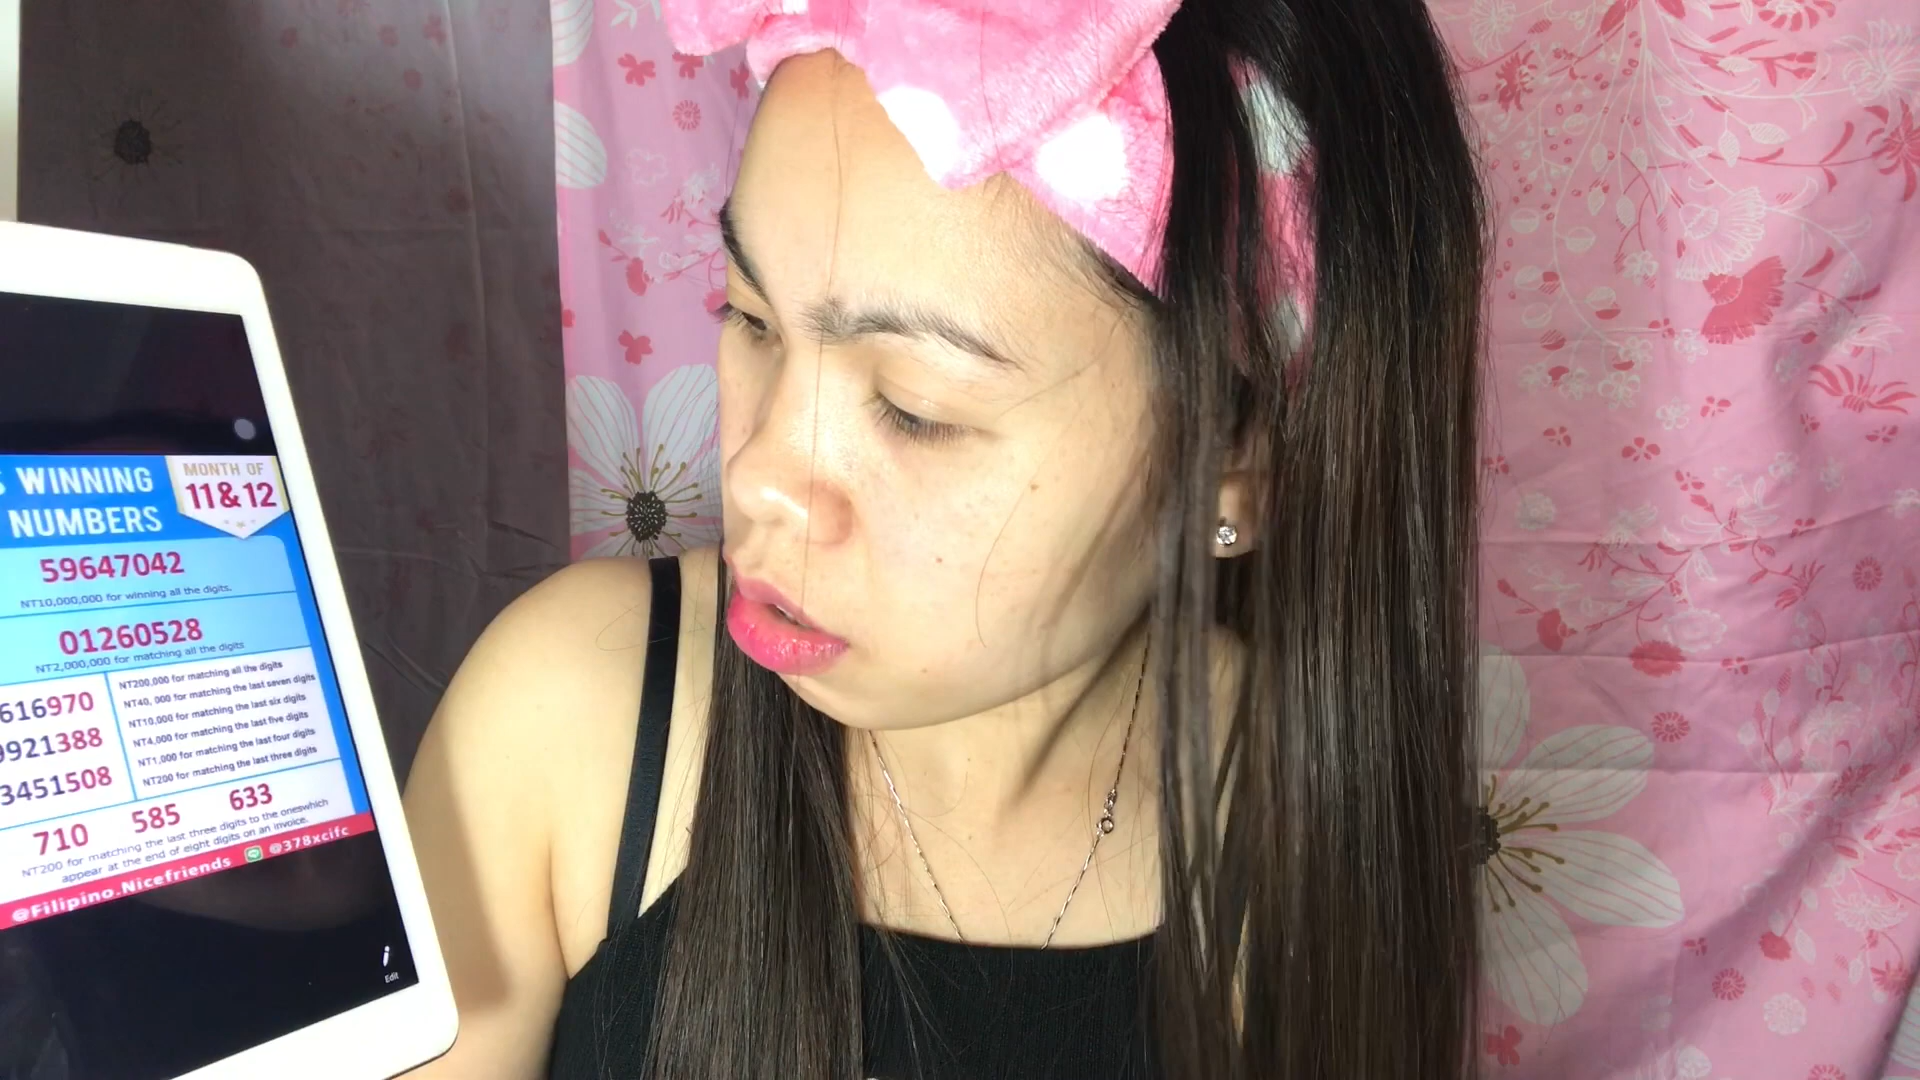 WINNING
NUMBERS
MONTH OF
11&12
59647042
NT10,000,000 for winning all the digits.
01260528
NT2,000,000 for matching all the digits
616970
9921388
3451508
NT200,000 for matching all the digits
NT40, 000 for matching the last seven digits
NT10,000 for matching the last six digits
NT4,000 for matching the last five digits
NT1,000 for matching the last four digits
NT200 for matching the last three digits
710 585 633
NT200 for matching the last three digits to the oneswhich
appear at the end of eight digits on an invoice.
@Filipino.Nicefriends @378xcifc
Edit